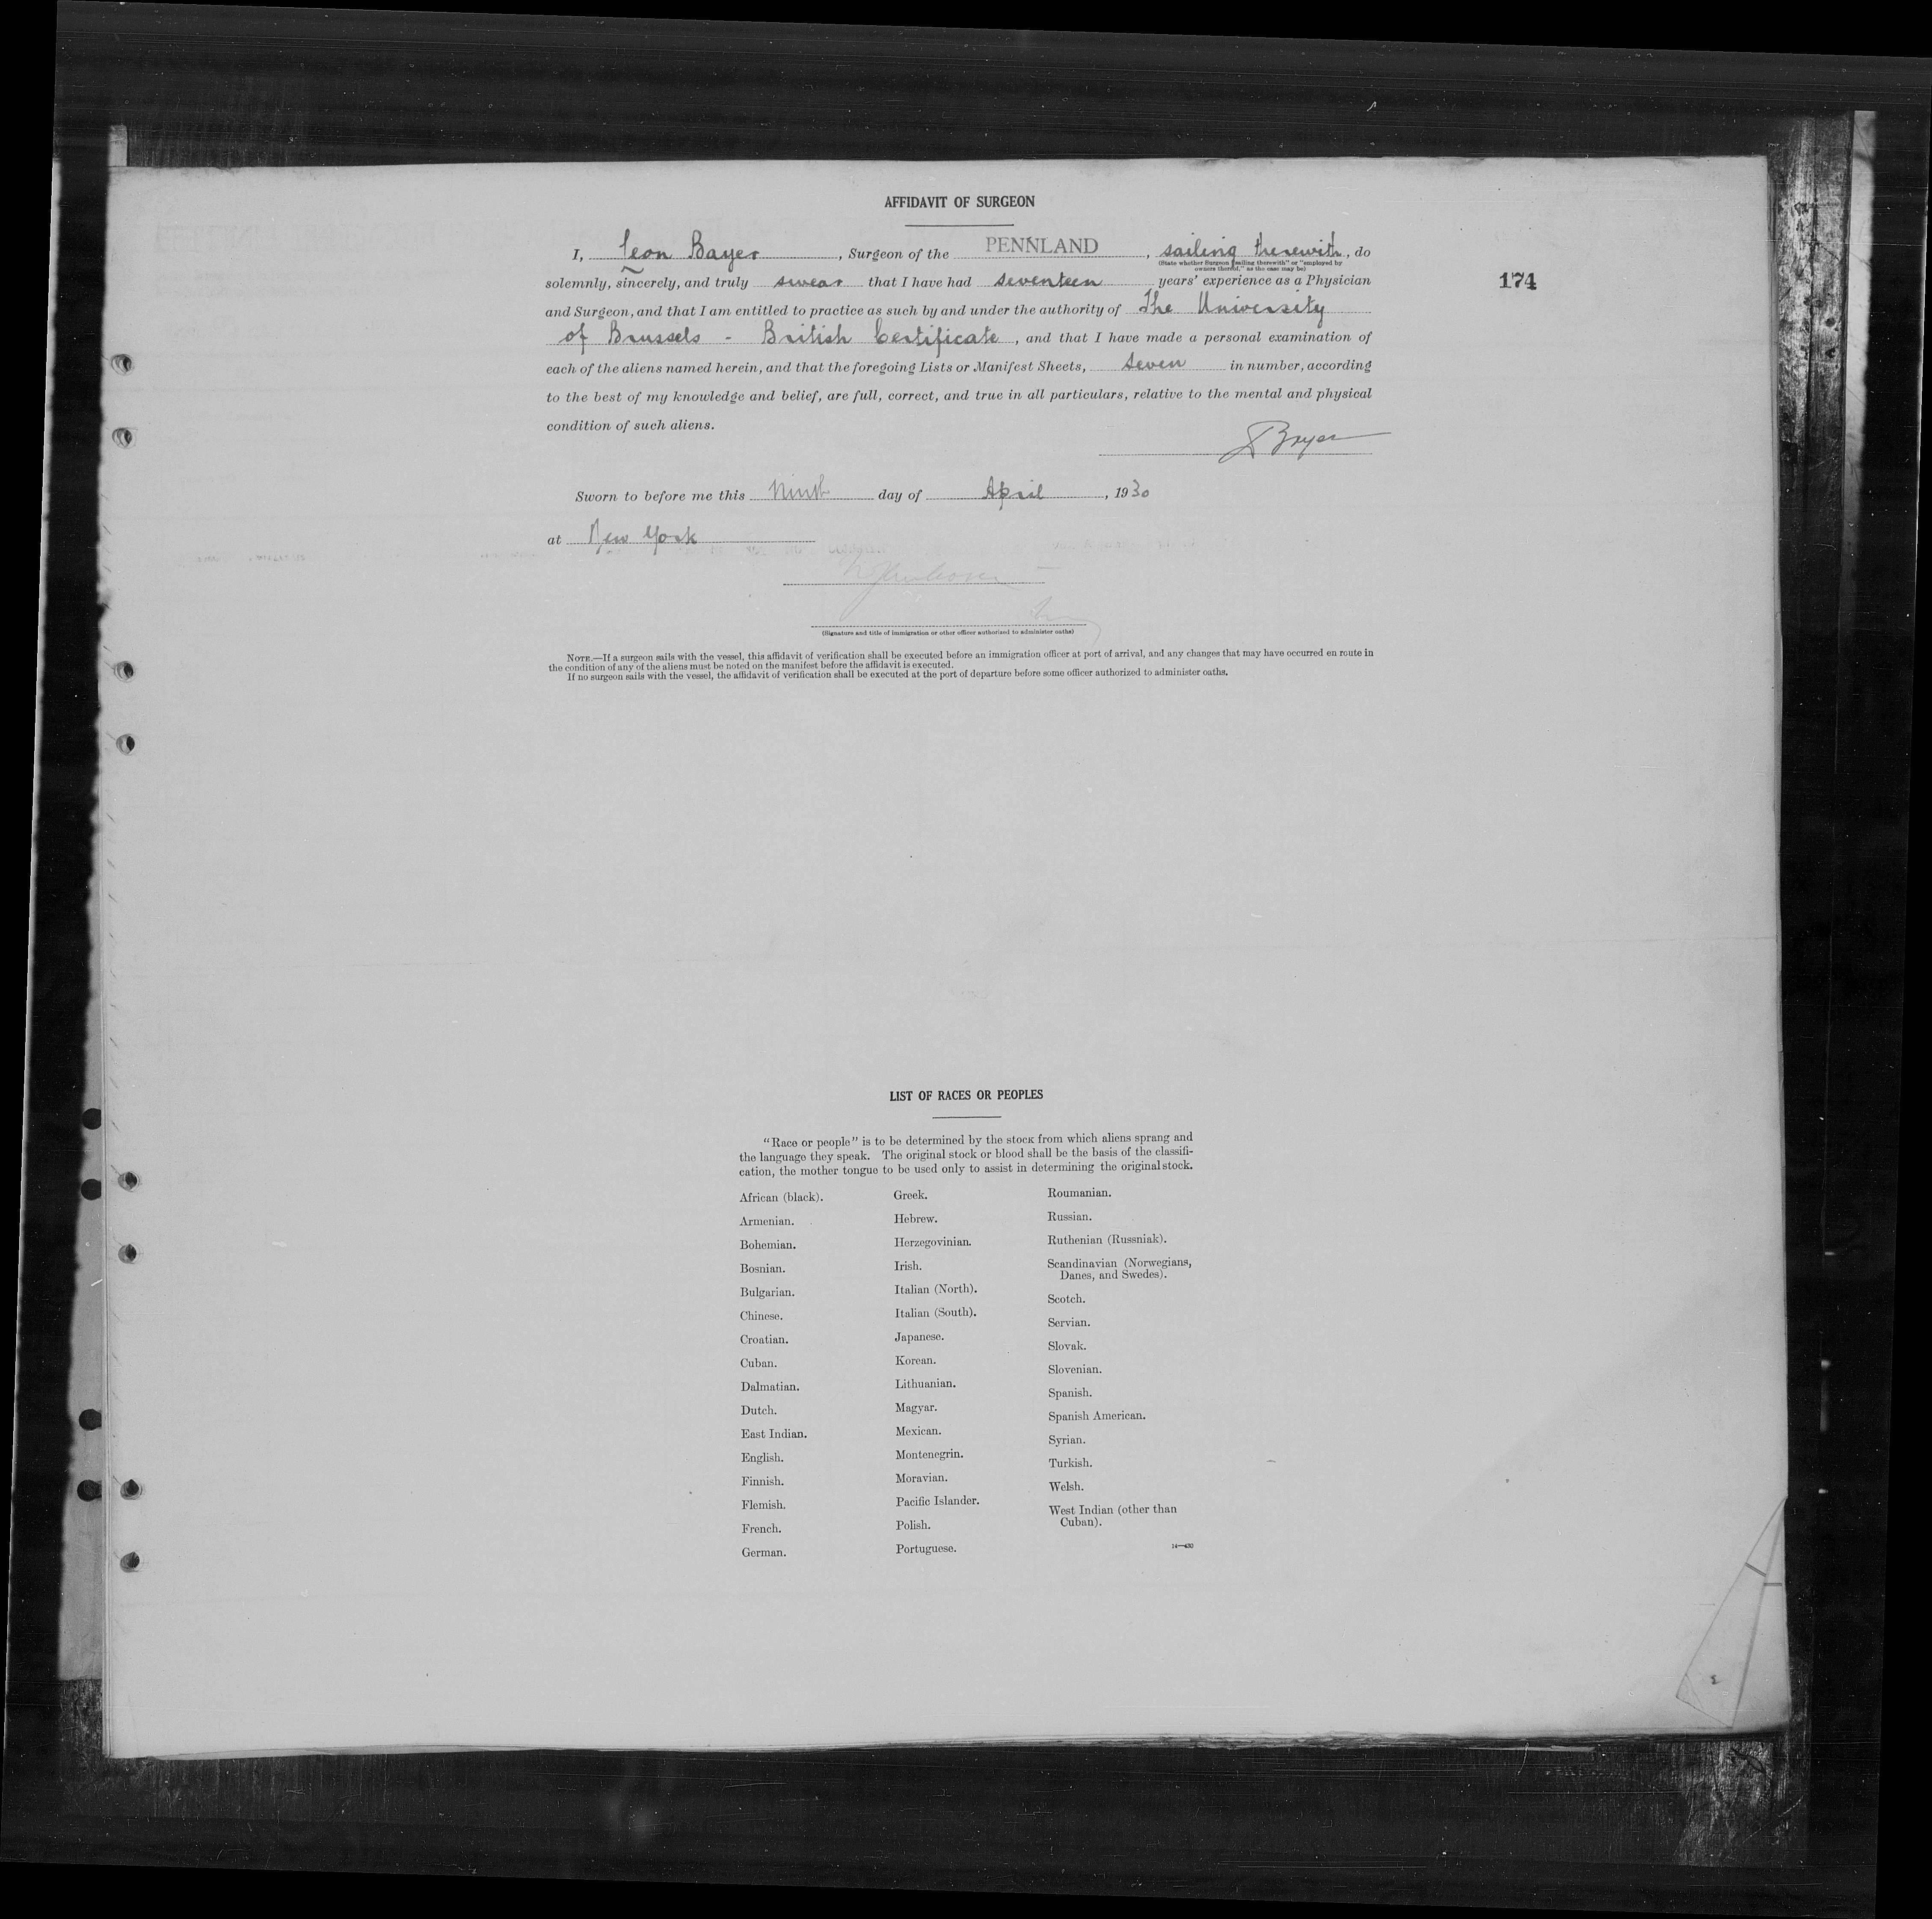 AFFIDAVIT OF SURGEON
I, Leon Bayer, Surgeon of the PENNLAND, sailing therewith, do
(State whether Surgeon "sailing therewith" or "employed by
owners thereof," as the case may be)
174
solemnly, sincerely, and truly swear that I have had seventeen years' experience as a Physician
and Surgeon, and that I am entitled to practice as such by and under the authority of The University
of Brussels - British Certificate, and that I have made a personal examination of
each of the aliens named herein, and that the foregoing Lists or Manifest Sheets, seven in number, according
to the best of my knowledge and belief, are full, correct, and true in all particulars, relative to the mental and physical
condition of such aliens.
LBayer
Sworn to before me this Ninth day of April, 1930
at New York
(Signature and title of immigration or other officer authorized to administer oaths)
NOTE.—If a surgeon sails with the vessel, this affidavit of verification shall be executed before an immigration officer at port of arrival, and any changes that may have occurred en route in
the condition of any of the aliens must be noted on the manifest before the affidavit is executed.
If no surgeon sails with the vessel, the affidavit of verification shall be executed at the port of departure before some officer authorized to administer oaths.
LIST OF RACES OR PEOPLES
"Race or people" is to be determined by the stock from which aliens sprang and
the language they speak. The original stock or blood shall be the basis of the classifi-
cation, the mother tongue to be used only to assist in determining the original stock.
African (black).
Armenian.
Bohemian.
Bosnian.
Bulgarian.
Chinese.
Croatian.
Cuban.
Dalmatian.
Dutch.
East Indian.
English.
Finnish.
Flemish.
French.
German.
Greek.
Hebrew.
Herzegovinian.
Irish.
Italian (North).
Italian (South).
Japanese.
Korean.
Lithuanian.
Magyar.
Mexican.
Montenegrin.
Moravian.
Pacific Islander.
Polish.
Portuguese.
Roumanian.
Russian.
Ruthenian (Russniak).
Scandinavian (Norwegians,
Danes, and Swedes).
Scotch.
Servian.
Slovak.
Slovenian.
Spanish.
Spanish American.
Syrian.
Turkish.
Welsh.
West Indian (other than
Cuban).